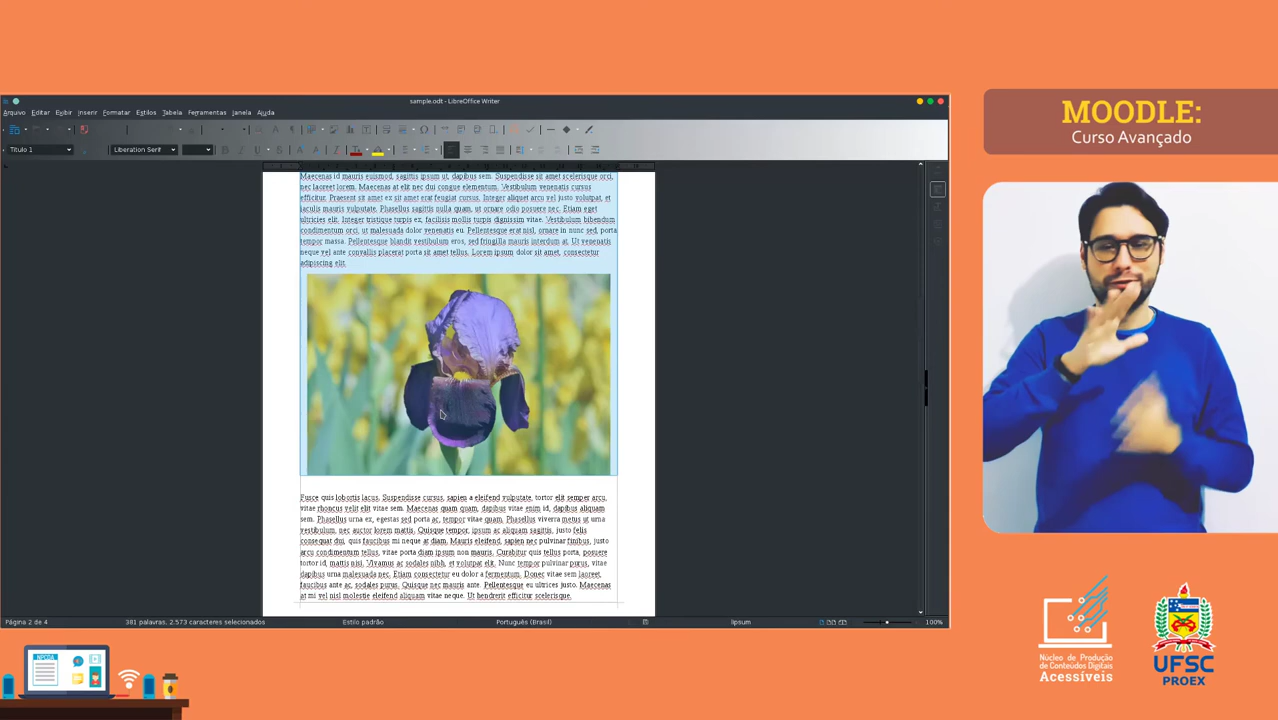 sample.odt - LibreOffice Writer
Arquivo Editar Exibir Inserir Formatar Estilos Tabela Ferramentas Janela Ajuda
Título 1
Liberation Serif
Maecenas id mauris euismod, sagittis ipsum ut, dapibus sem. Suspendisse sit amet scelerisque orci,
nec laoreet lorem. Maecenas at elit nec dui congue elementum. Vestibulum venenatis cursus
efficitur. Praesent sit amet ex sit amet erat feugiat cursus. Integer aliquet arcu vel justo volutpat, et
iaculis mauris vulputate. Phasellus sagittis nulla quam, ut ornare odio posuere nec. Etiam eget
ultricies elit. Integer tristique turpis ex, facilisis mollis turpis dignissim vitae. Vestibulum bibendum
condimentum orci, ut malesuada dolor venenatis eu. Pellentesque erat nisl, ornare in nunc sed, porta
tempor massa. Pellentesque blandit vestibulum eros, sed fringilla mauris interdum at. Ut venenatis
neque vel ante convallis placerat porta sit amet tellus. Lorem ipsum dolor sit amet, consectetur
adipiscing elit.
Fusce quis lobortis lacus. Suspendisse cursus, sapien a eleifend vulputate, tortor elit semper arcu,
vitae rhoncus velit elit vitae sem. Maecenas quam quam, dapibus vitae enim id, dapibus aliquam
sem. Phasellus urna ex, egestas sed porta ac, tempor vitae quam. Phasellus viverra metus ut urna
vestibulum, nec auctor lorem mattis. Quisque tempor, ipsum ac aliquam sagittis, justo felis
consequat dui, quis faucibus mi neque at diam. Mauris eleifend, sapien nec pulvinar finibus, justo
arcu condimentum tellus, vitae porta diam ipsum non mauris. Curabitur quis tellus porta, posuere
tortor id, mattis nisi. Vivamus ac sodales nibh, et volutpat elit. Nunc tempor pulvinar purus, vitae
dapibus urna malesuada nec. Etiam consectetur eu dolor a fermentum. Donec vitae sem laoreet,
faucibus ante ac, sodales purus. Quisque nec mauris ante. Pellentesque eu ultrices justo. Maecenas
at mi vel nisl molestie eleifend aliquam vitae neque. Ut hendrerit efficitur scelerisque.
Página 2 de 4
381 palavras, 2.573 caracteres selecionados
Estilo padrão
Português (Brasil)
lipsum
100%
MOODLE:
Curso Avançado
Núcleo de Produção
de Conteúdos Digitais
Acessíveis
UFSC
PROEX